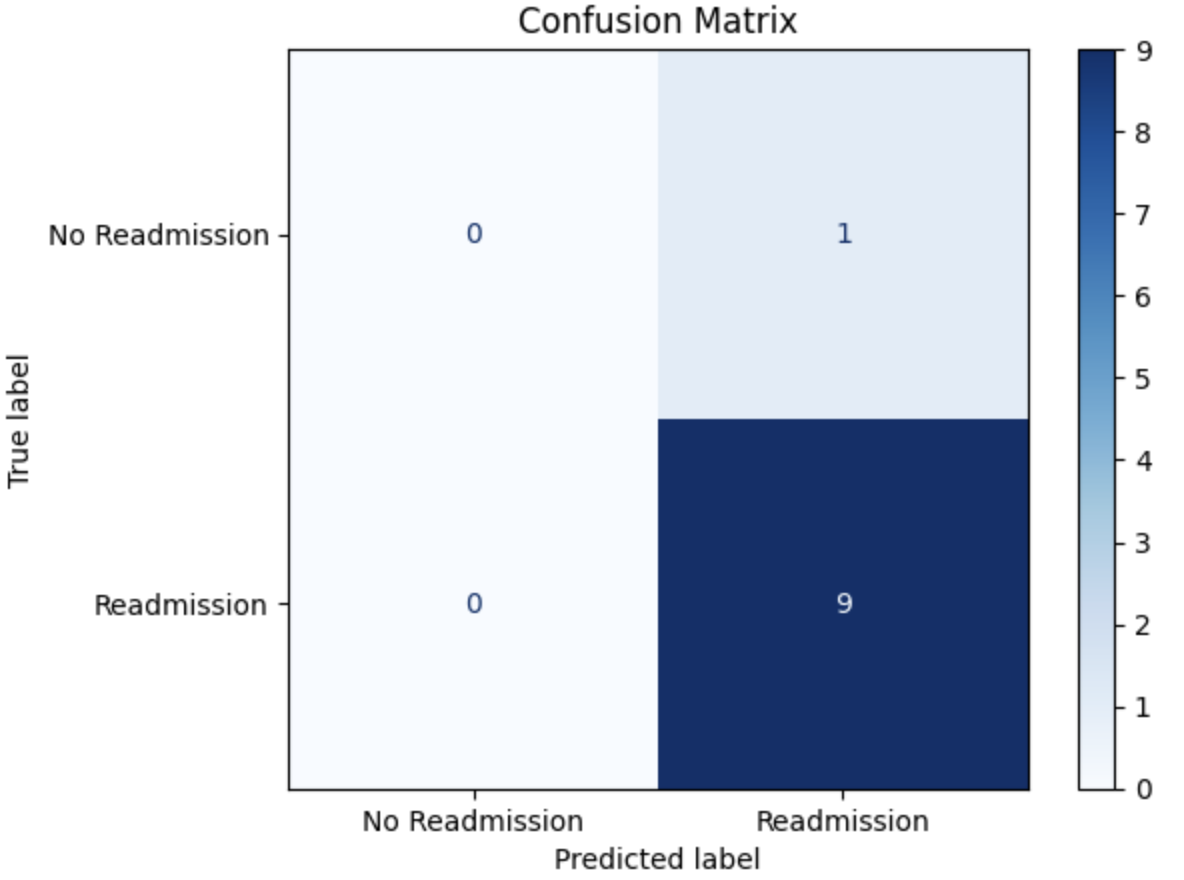 Confusion Matrix
True label
No Readmission
Readmission
0
1
0
9
No Readmission
Readmission
Predicted label
9
8
7
6
5
4
3
2
1
0